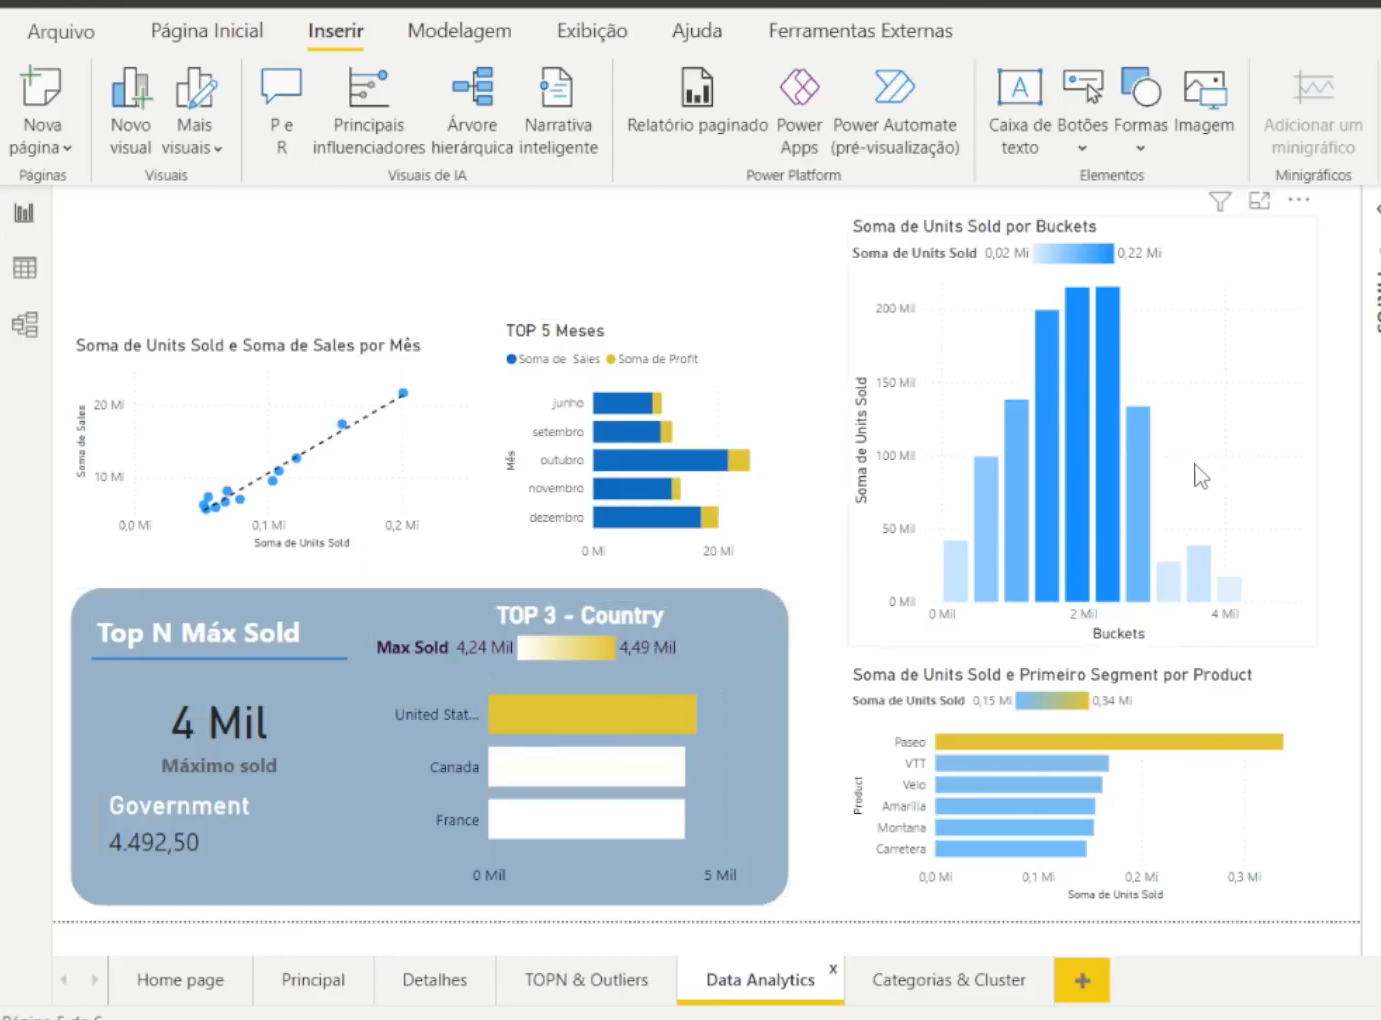 Arquivo Página Inicial Inserir Modelagem Exibição Ajuda Ferramentas Externas
Nova página
Novo visual
Mais visuais
P e R
Principais influenciadores
Árvore hierárquica
Narrativa inteligente
Relatório paginado
Power Apps
Power Automate (pré-visualização)
Caixa de texto
Botões
Formas
Imagem
Adicionar um minigráfico
Páginas Visuais Visuais de IA Power Platform Elementos Minigráficos
Soma de Units Sold e Soma de Sales por Mês
Soma de Sales
20 Mi
10 Mi
0,0 Mi 0,1 Mi 0,2 Mi
Soma de Units Sold
TOP 5 Meses
Soma de Sales Soma de Profit
Mês
junho
setembro
outubro
novembro
dezembro
0 Mi 20 Mi
Soma de Units Sold por Buckets
Soma de Units Sold 0,02 Mi 0,22 Mi
Soma de Units Sold
200 Mil
150 Mil
100 Mil
50 Mil
0 Mil
0 Mil 2 Mil 4 Mil
Buckets
Top N Máx Sold
4 Mil
Máximo sold
Government
4.492,50
TOP 3 - Country
Max Sold 4,24 Mil 4,49 Mil
United Stat...
Canada
France
0 Mil 5 Mil
Soma de Units Sold e Primeiro Segment por Product
Soma de Units Sold 0,15 Mi 0,34 Mi
Product
Paseo
VTT
Velo
Amarilla
Montana
Carretera
0,0 Mi 0,1 Mi 0,2 Mi 0,3 Mi
Soma de Units Sold
Home page Principal Detalhes TOPN & Outliers Data Analytics x Categorias & Cluster +